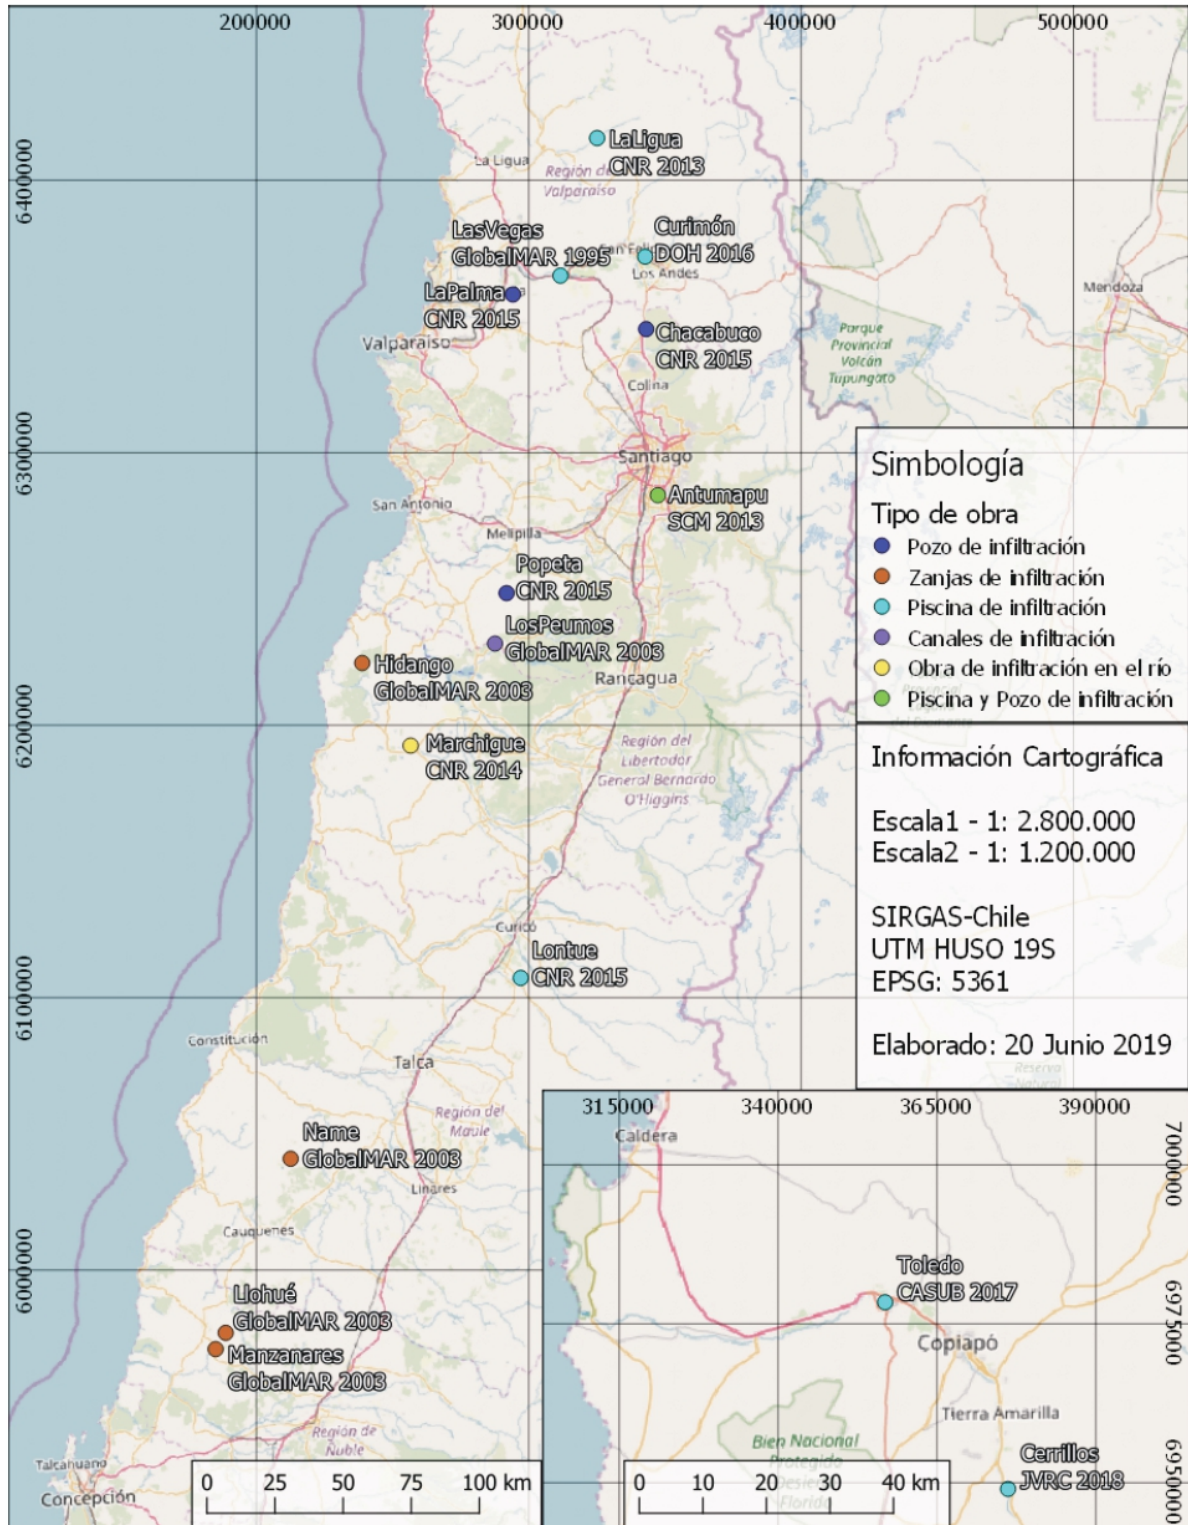 200000
300000
400000
500000
6400000
6300000
6200000
6100000
6000000
LaLigua
CNR 2013
La Ligua
Valparaíso
LasVegas
GlobalMAR 1995
Curimón
DOH 2016
Los Andes
LaPalma
CNR 2015
Valparaíso
Chacabuco
CNR 2015
Colina
Mendoza
Parque
Provincial
Volcán
Tupungato
Santiago
San Antonio
Melipilla
Antumapu
SCM 2013
Popeta
CNR 2015
LosPeumos
GlobalMAR 2003
Hidango
GlobalMAR 2003
Rancagua
Marchigue
CNR 2014
Región del
Libertador
General Bernardo
O'Higgins
Curicó
Lontue
CNR 2015
Constitución
Talca
Región del
Maule
Name
GlobalMAR 2003
Linares
Cauquenes
Llohué
GlobalMAR 2003
Manzanares
GlobalMAR 2003
Región de
Ñuble
Talcahuano
Concepción
0 25 50 75 100 km
Simbología
Tipo de obra
Pozo de infiltración
Zanjas de infiltración
Piscina de infiltración
Canales de infiltración
Obra de infiltración en el río
Piscina y Pozo de infiltración
Información Cartográfica
Escala1 - 1: 2.800.000
Escala2 - 1: 1.200.000
SIRGAS-Chile
UTM HUSO 19S
EPSG: 5361
Elaborado: 20 Junio 2019
Reserva
Natural
315000
340000
365000
390000
7000000
6975000
6950000
Caldera
Toledo
CASUB 2017
Copiapó
Tierra Amarilla
Bien Nacional
Protegido
Desierto
Florido
Cerrillos
JVRC 2018
0 10 20 30 40 km